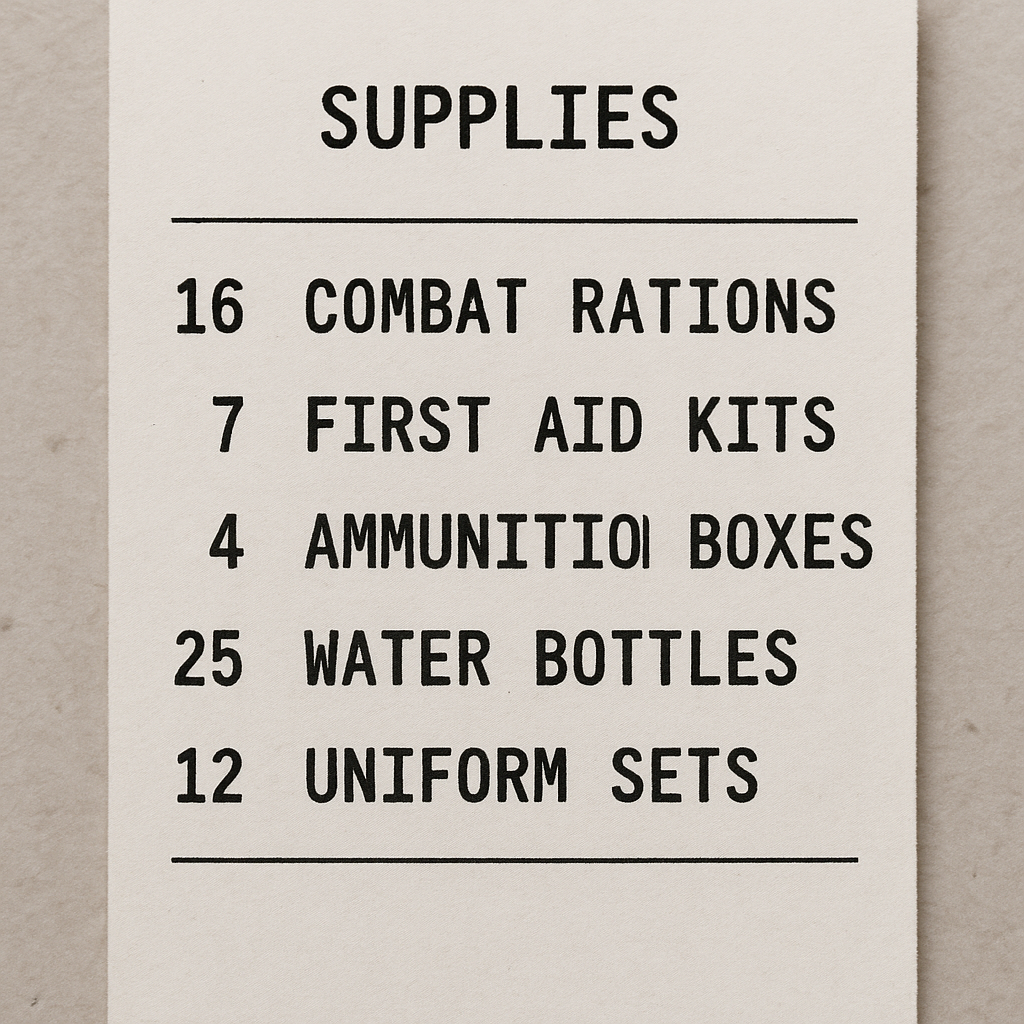 SUPPLIES
16 COMBAT RATIONS
7 FIRST AID KITS
4 BOXES
25 WATER BOTTLES
12 UNIFORM SETS